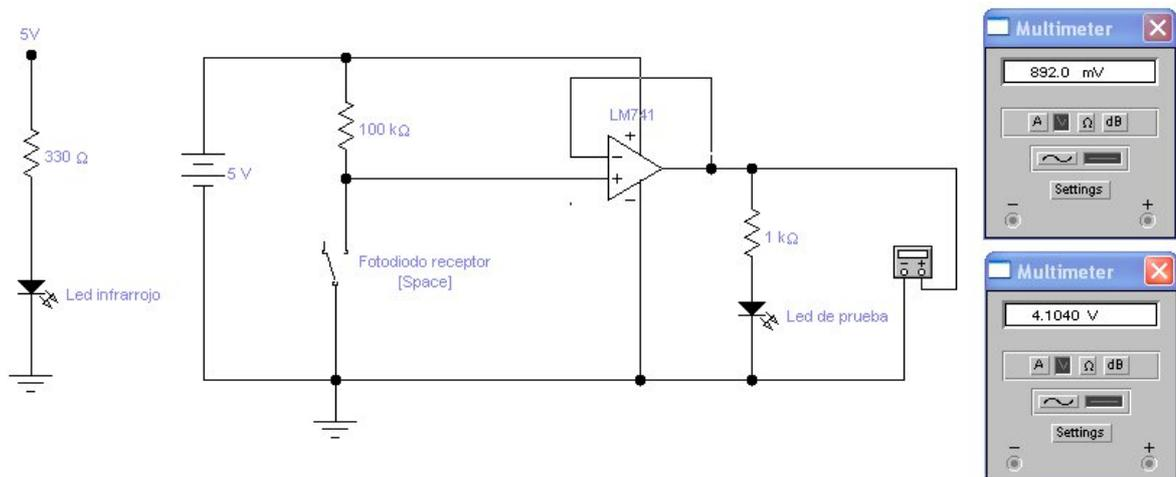 5V
330 Ω
Led infrarrojo
5 V
100 kΩ
Fotodiodo receptor
[Space]
LM741
+
−
+
−
1 kΩ
Led de prueba
− +
Multimeter
892.0 mV
A V Ω dB
Settings
− +
Multimeter
4.1040 V
A V Ω dB
Settings
− +